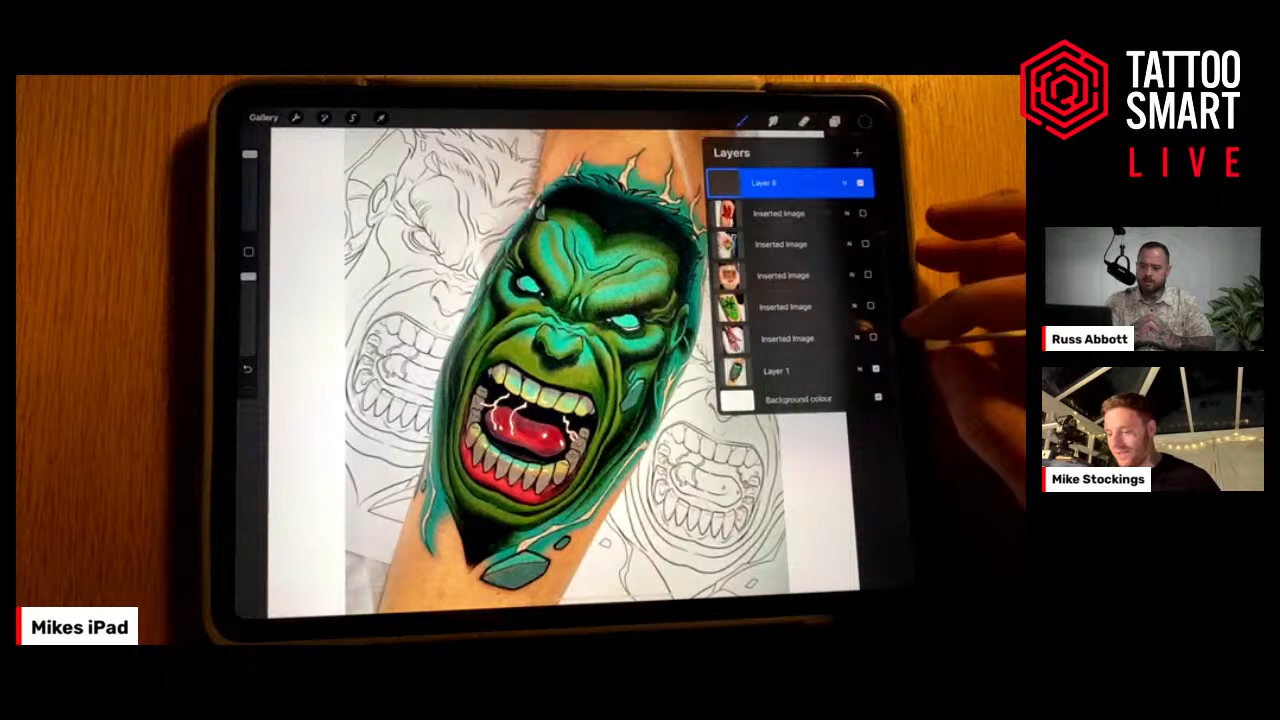 TATTOO
SMART
LIVE
Gallery
Layers
Layer 8
N
Inserted Image
N
Inserted Image
N
Inserted Image
N
Inserted Image
N
Inserted Image
N
Layer 1
N
Background colour
Russ Abbott
Mike Stockings
Mikes iPad